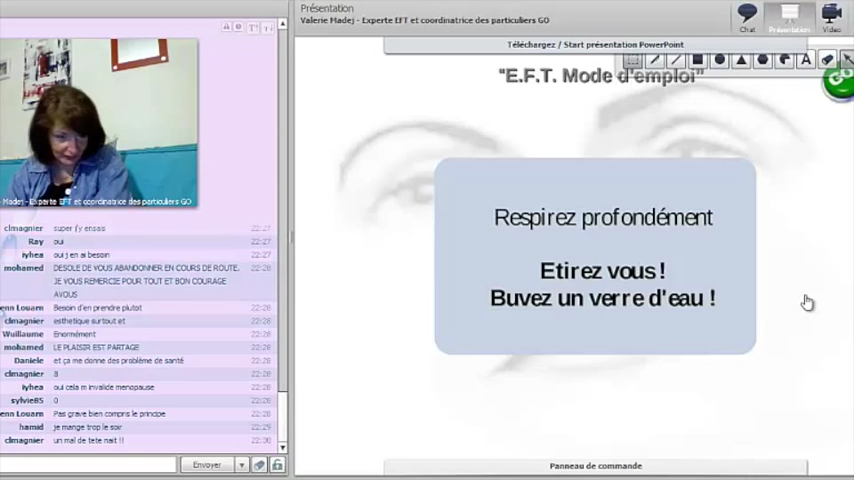 Présentation
Valerie Madej - Experte EFT et coordinatrice des particuliers GO
Chat
Présentation
Video
Téléchargez / Start présentation PowerPoint
"E.F.T. Mode d'emploi"
GO
Respirez profondément
Etirez vous !
Buvez un verre d'eau !
Panneau de commande
Madej - Experte EFT et coordinatrice des particuliers GO
clmagnier super f'y ensais 22:27
Ray oui 22:27
iyhea oui j en ai besoin 22:27
mohamed DESOLE DE VOUS ABANDONNER EN COURS DE ROUTE. 22:28
JE VOUS REMERCIE POUR TOUT ET BON COURAGE
AVOUS
enn Louarn Besoin d'en prendre plutot 22:28
clmagnier esthetique surtout et 22:28
Wuillaume Enormément 22:28
mohamed LE PLAISIR EST PARTAGE 22:28
Daniele et ça me donne des problème de santé 22:28
clmagnier 8 22:28
iyhea oui cela m invalide menopause 22:28
sylvie85 0 22:28
enn Louarn Pas grave bien compris le principe 22:28
hamid je mange trop le soir 22:29
clmagnier un mal de tete nait !! 22:30
Envoyer